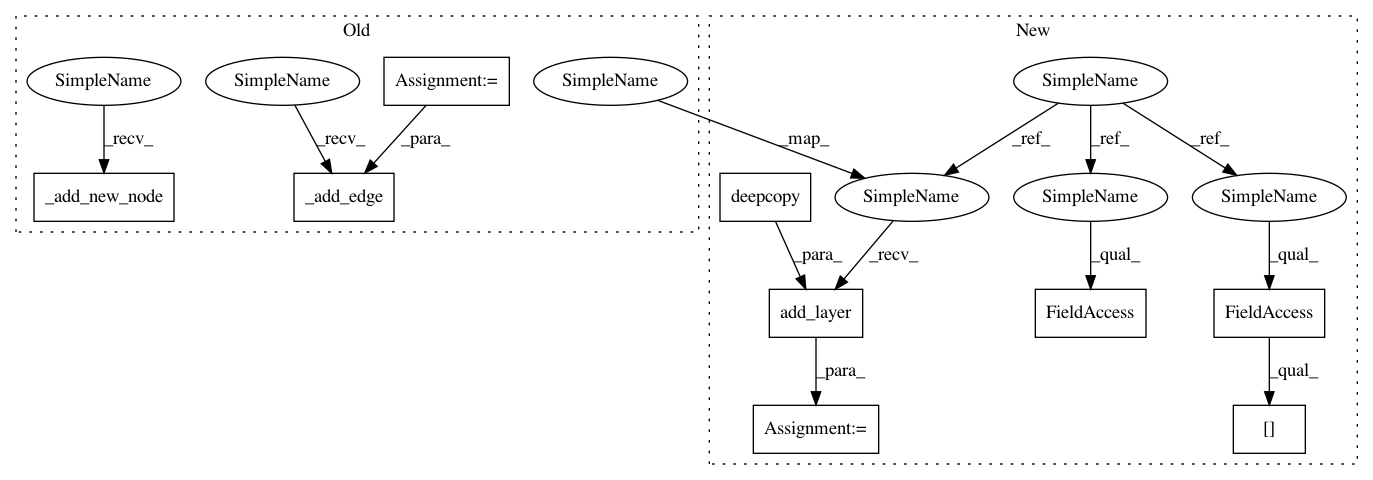 Old
New
SimpleName
SimpleName
Assignment:=
SimpleName
SimpleName
_recv_
_recv_
_para_
_map_
_ref_
_ref_
_ref_
_add_new_node
_add_edge
deepcopy
SimpleName
SimpleName
SimpleName
_para_
_recv_
_qual_
_qual_
add_layer
FieldAccess
FieldAccess
_para_
_qual_
Assignment:=
[]